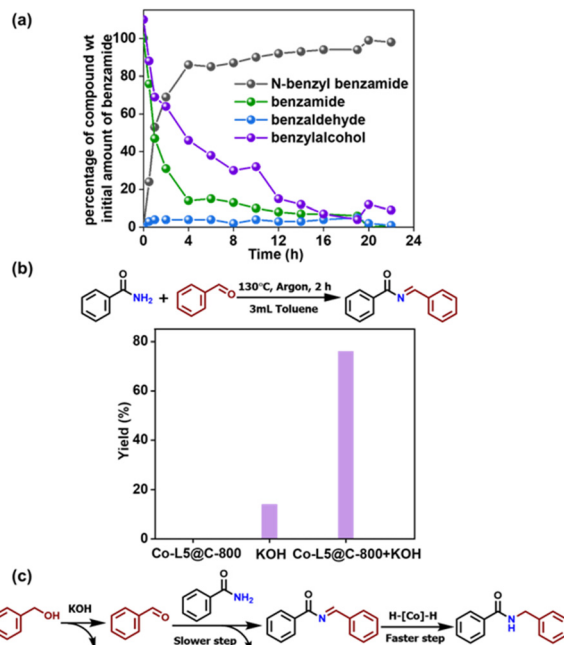 (a)
percentage of compound wt
initial amount of benzamide
100
80
60
40
20
0
N-benzyl benzamide
benzamide
benzaldehyde
benzylalcohol
0 4 8 12 16 20 24
Time (h)
(b)
O
NH2
+
O
130°C, Argon, 2 h
3mL Toluene
O
N
80
60
40
20
0
Yield (%)
Co-L5@C-800 KOH Co-L5@C-800+KOH
(c)
OH
KOH
O
O
NH2
Slower step
O
N
H-[Co]-H
Faster step
O
N
H